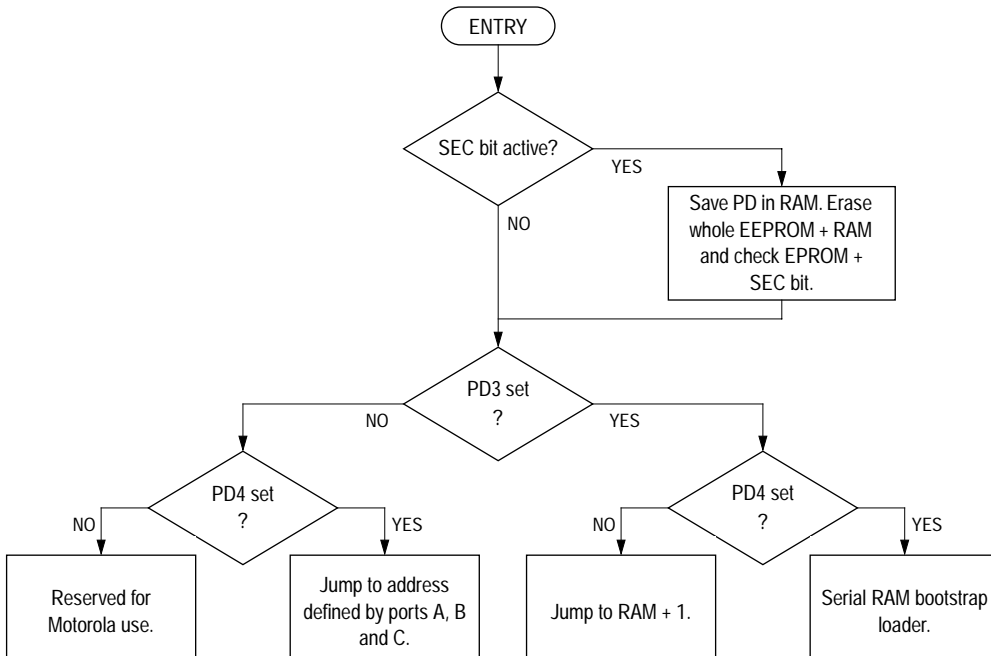 ENTRY
SEC bit active?
YES
NO
Save PD in RAM. Erase
whole EEPROM + RAM
and check EPROM +
SEC bit.
PD3 set
?
NO
YES
PD4 set
?
NO
YES
PD4 set
?
NO
YES
Reserved for
Motorola use.
Jump to address
defined by ports A, B
and C.
Jump to RAM + 1.
Serial RAM bootstrap
loader.